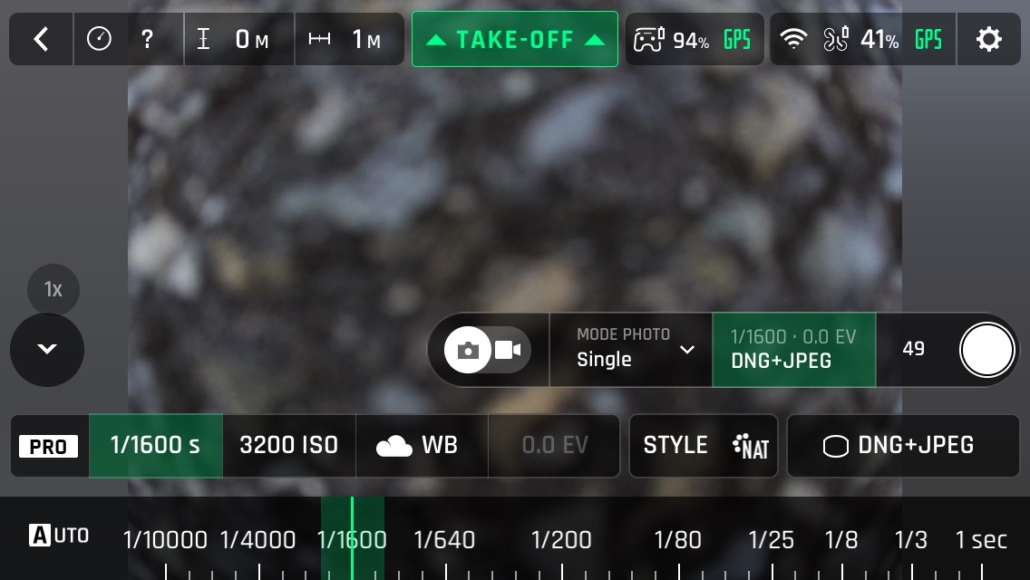 ? 0 M 1 M TAKE-OFF 94% GPS 41% GPS
1x
MODE PHOTO
Single
1/1600 · 0.0 EV
DNG+JPEG
49
PRO 1/1600 s 3200 ISO WB 0.0 EV STYLE NAT DNG+JPEG
AUTO 1/10000 1/4000 1/1600 1/640 1/200 1/80 1/25 1/8 1/3 1 sec